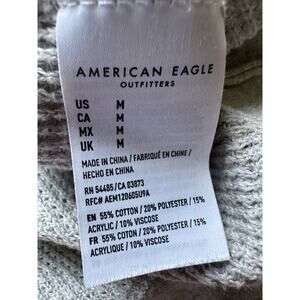 AMERICAN EAGLE
OUTFITTERS
US M
CA M
MX M
UK M
MADE IN CHINA / FABRIQUÉ EN CHINE /
HECHO EN CHINA
RN 54485/CA 03873
RFC# AEM120605U9A
EN 55% COTTON / 20% POLYESTER / 15%
ACRYLIC / 10% VISCOSE
FR 55% COTON / 20% POLYESTER / 15%
ACRYLIQUE / 10% VISCOSE